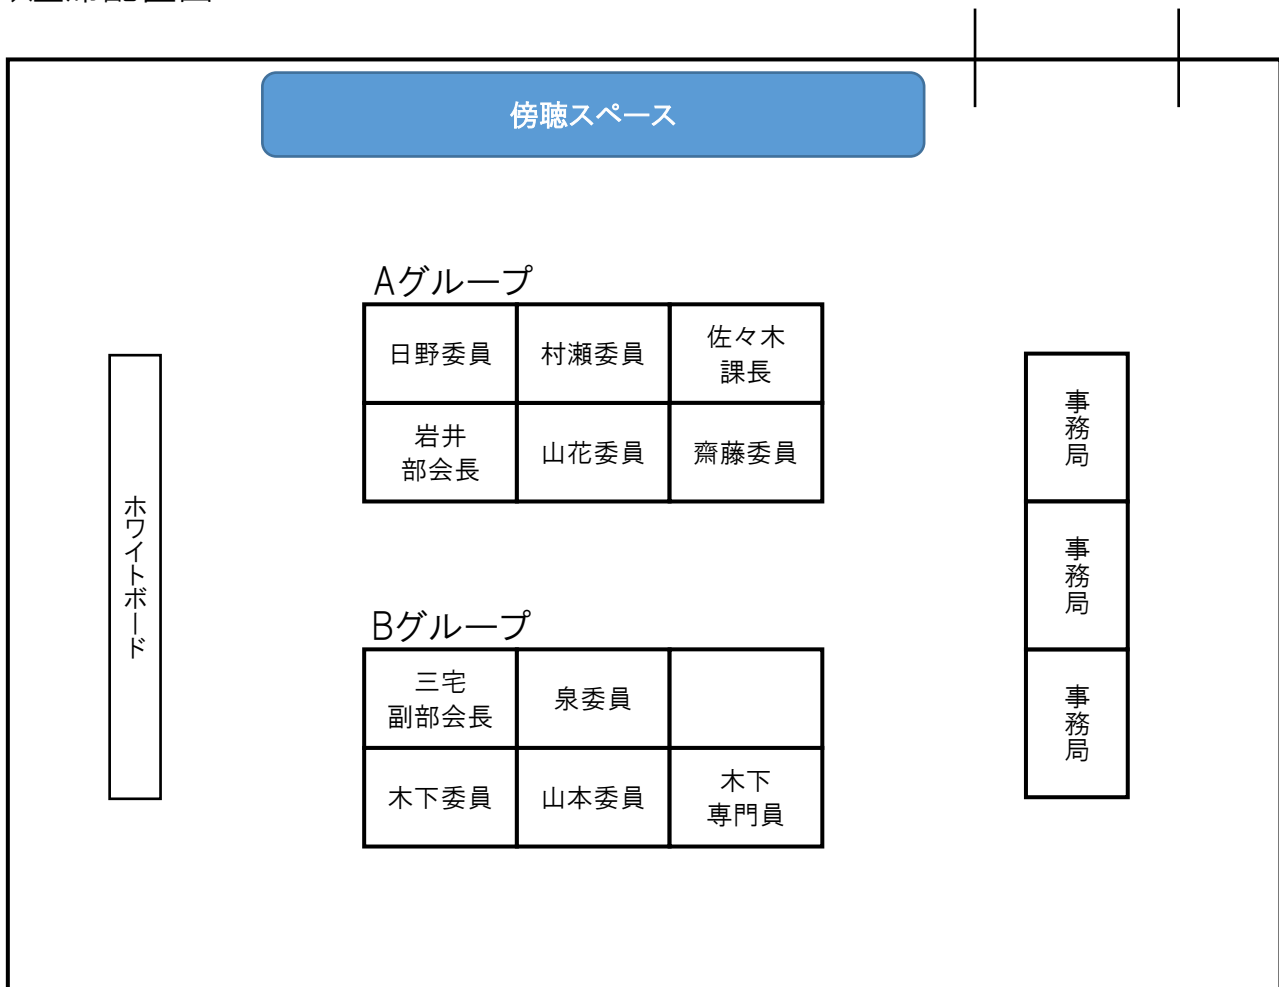 傍聴スペース
Aグループ
日野委員
村瀬委員
佐々木
課長
岩井
部会長
山花委員
齋藤委員
ホワイトボード
事務局
事務局
事務局
Bグループ
三宅
副部会長
泉委員
木下委員
山本委員
木下
専門員